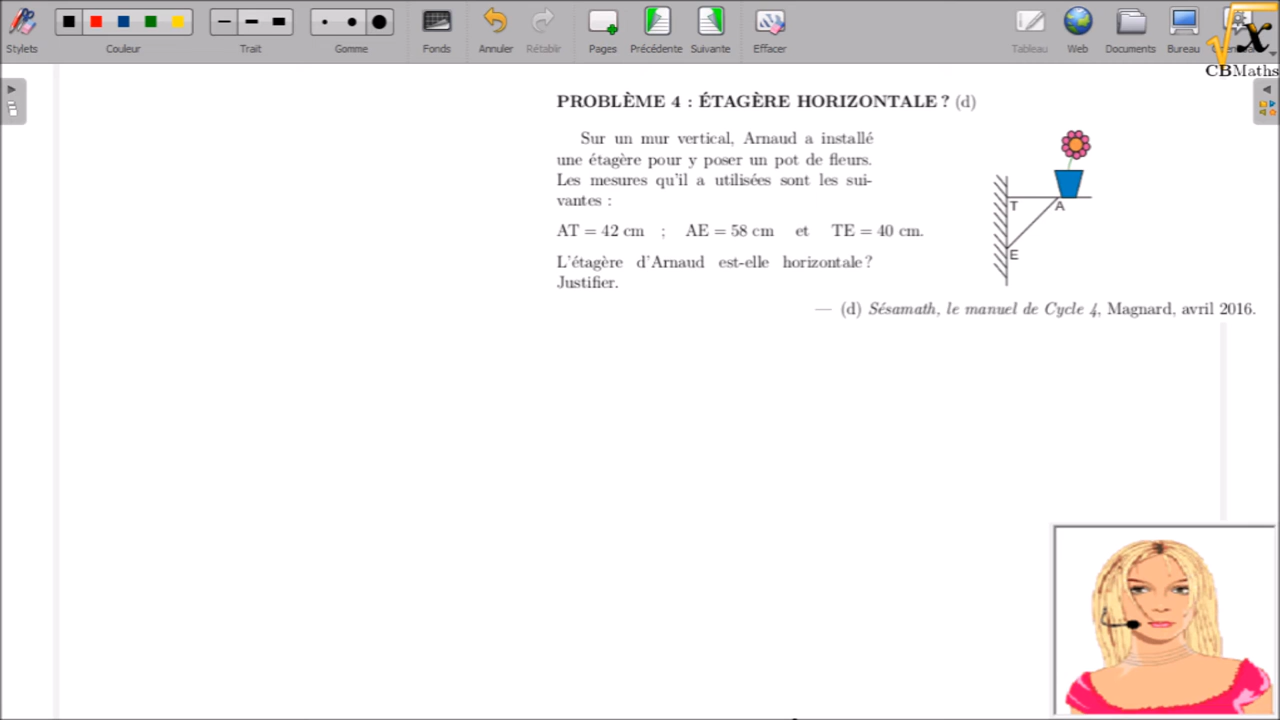 Stylets
Couleur
Trait
Gomme
Fonds
Annuler
Rétablir
Pages
Précédente
Suivante
Effacer
Tableau
Web
Documents
Bureau
√x
CBMaths
PROBLÈME 4 : ÉTAGÈRE HORIZONTALE ? (d)
Sur un mur vertical, Arnaud a installé
une étagère pour y poser un pot de fleurs.
Les mesures qu'il a utilisées sont les sui-
vantes :
AT = 42 cm ; AE = 58 cm et TE = 40 cm.
L'étagère d'Arnaud est-elle horizontale ?
Justifier.
T
A
E
— (d) Sésamath, le manuel de Cycle 4, Magnard, avril 2016.